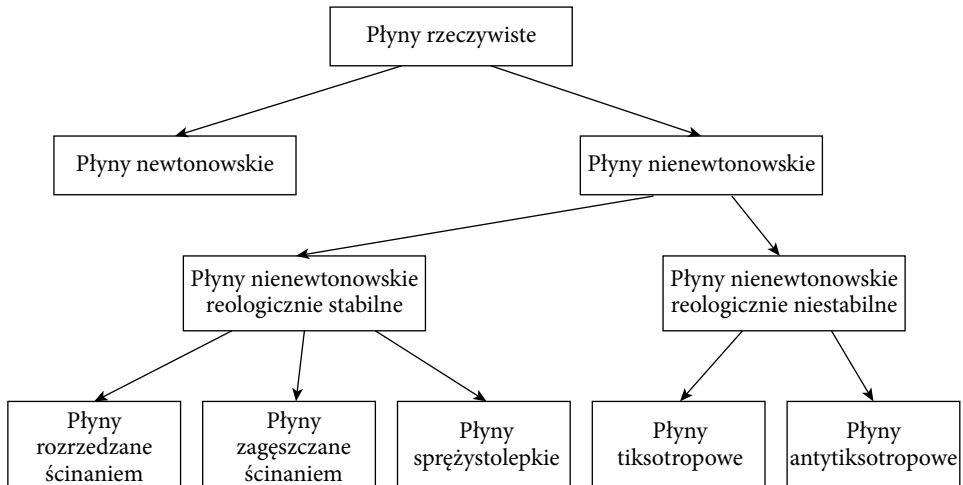 Płyny rzeczywiste
Płyny newtonowskie
Płyny nienewtonowskie
Płyny nienewtonowskie
reologicznie stabilne
Płyny nienewtonowskie
reologicznie niestabilne
Płyny
rozrzedzane
ścinaniem
Płyny
zagęszczane
ścinaniem
Płyny
sprężystolepkie
Płyny
tiksotropowe
Płyny
antytiksotropowe